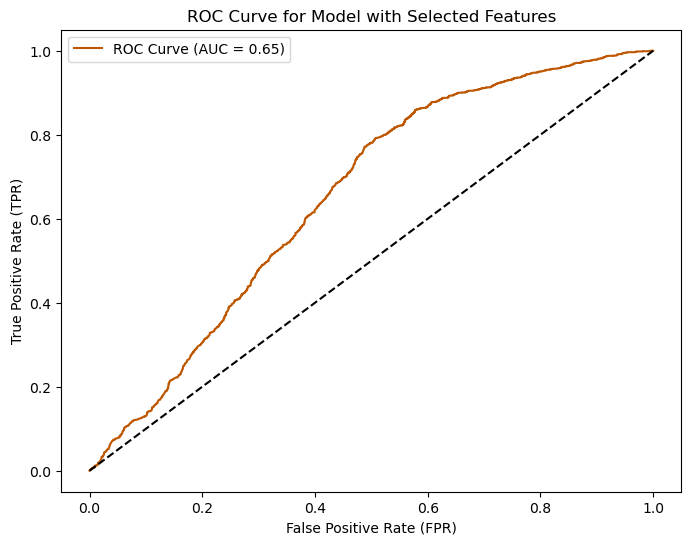 ROC Curve for Model with Selected Features
ROC Curve (AUC = 0.65)
True Positive Rate (TPR)
1.0
0.8
0.6
0.4
0.2
0.0
0.0 0.2 0.4 0.6 0.8 1.0
False Positive Rate (FPR)